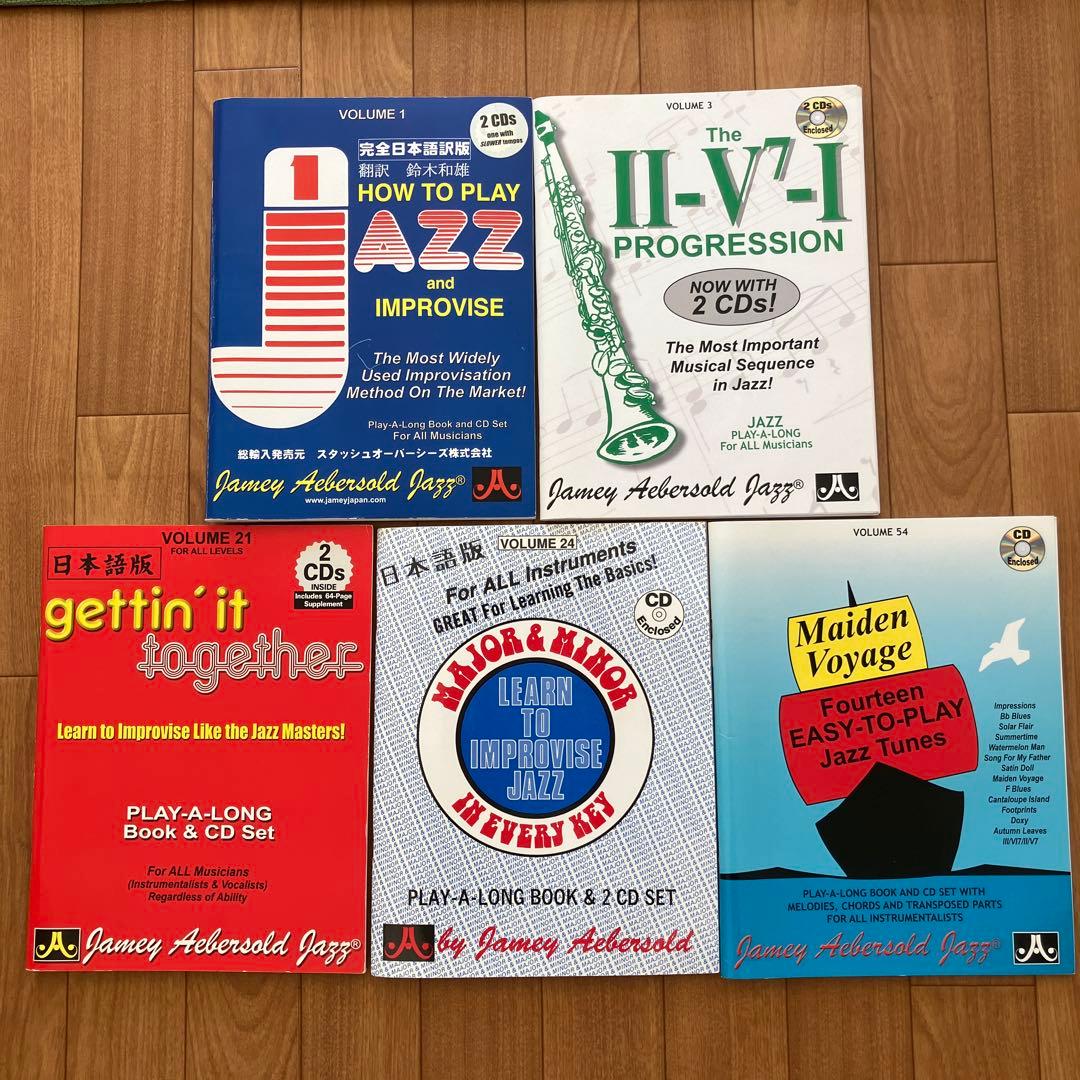 VOLUME 1
2 CDs
one with
SLOWER tempos
完全日本語訳版
翻訳 鈴木和雄
1
HOW TO PLAY
JAZZ
and
IMPROVISE
The Most Widely
Used Improvisation
Method On The Market!
Play-A-Long Book and CD Set
For All Musicians
総輸入発売元 スタッシュオーバーシーズ株式会社
Jamey Aebersold Jazz®
www.jameyjapan.com
VOLUME 3
2 CDs
Enclosed
The
II-V7-I
PROGRESSION
NOW WITH
2 CDs!
The Most Important
Musical Sequence
in Jazz!
JAZZ
PLAY-A-LONG
For ALL Musicians
Jamey Aebersold Jazz®
VOLUME 21
FOR ALL LEVELS
日本語版
2
CDs
INSIDE
Includes 64-Page
Supplement
gettin' it
together
Learn to Improvise Like the Jazz Masters!
PLAY-A-LONG
Book & CD Set
For ALL Musicians
(Instrumentalists & Vocalists)
Regardless of Ability
Jamey Aebersold Jazz®
日本語版
VOLUME 24
For ALL Instruments
GREAT For Learning The Basics!
CD
Enclosed
MAJOR & MINOR
LEARN
TO
IMPROVISE
JAZZ
IN EVERY KEY
PLAY-A-LONG BOOK & 2 CD SET
by Jamey Aebersold
VOLUME 54
CD
Enclosed
Maiden
Voyage
Fourteen
EASY-TO-PLAY
Jazz Tunes
Impressions
Bb Blues
Solar Flair
Summertime
Watermelon Man
Song For My Father
Satin Doll
Maiden Voyage
F Blues
Cantaloupe Island
Footprints
Doxy
Autumn Leaves
III/VI7/II/V7
PLAY-A-LONG BOOK AND CD SET WITH
MELODIES, CHORDS AND TRANSPOSED PARTS
FOR ALL INSTRUMENTALISTS
Jamey Aebersold Jazz®